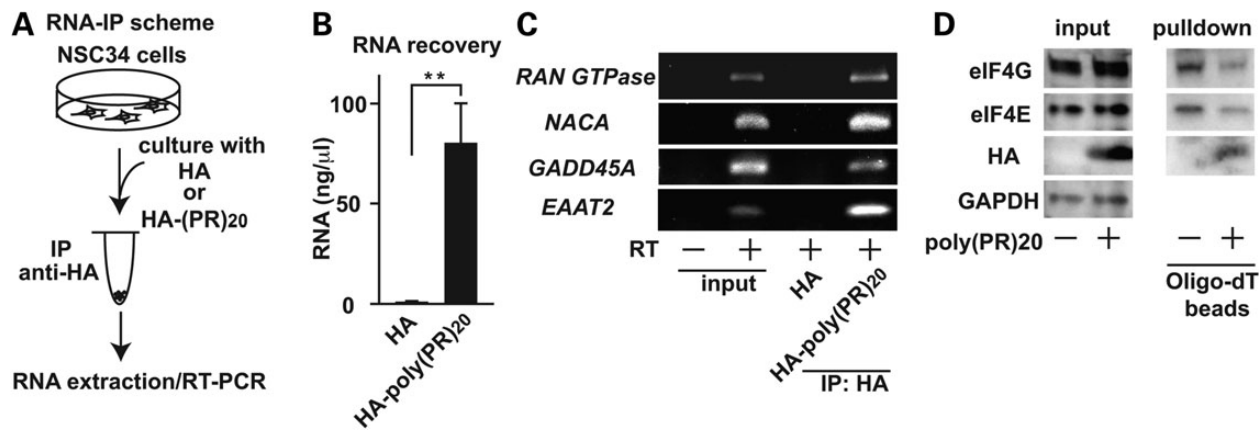 A
RNA-IP scheme
NSC34 cells
culture with
HA
or
HA-(PR)20
IP
anti-HA
RNA extraction/RT-PCR
B
RNA recovery
**
RNA (ng/μl)
100
50
0
HA
HA-poly(PR)20
C
RAN GTPase
NACA
GADD45A
EAAT2
RT − + + +
input
HA
HA-poly(PR)20
IP: HA
D
input pulldown
eIF4G
eIF4E
HA
GAPDH
poly(PR)20 − + − +
Oligo-dT
beads